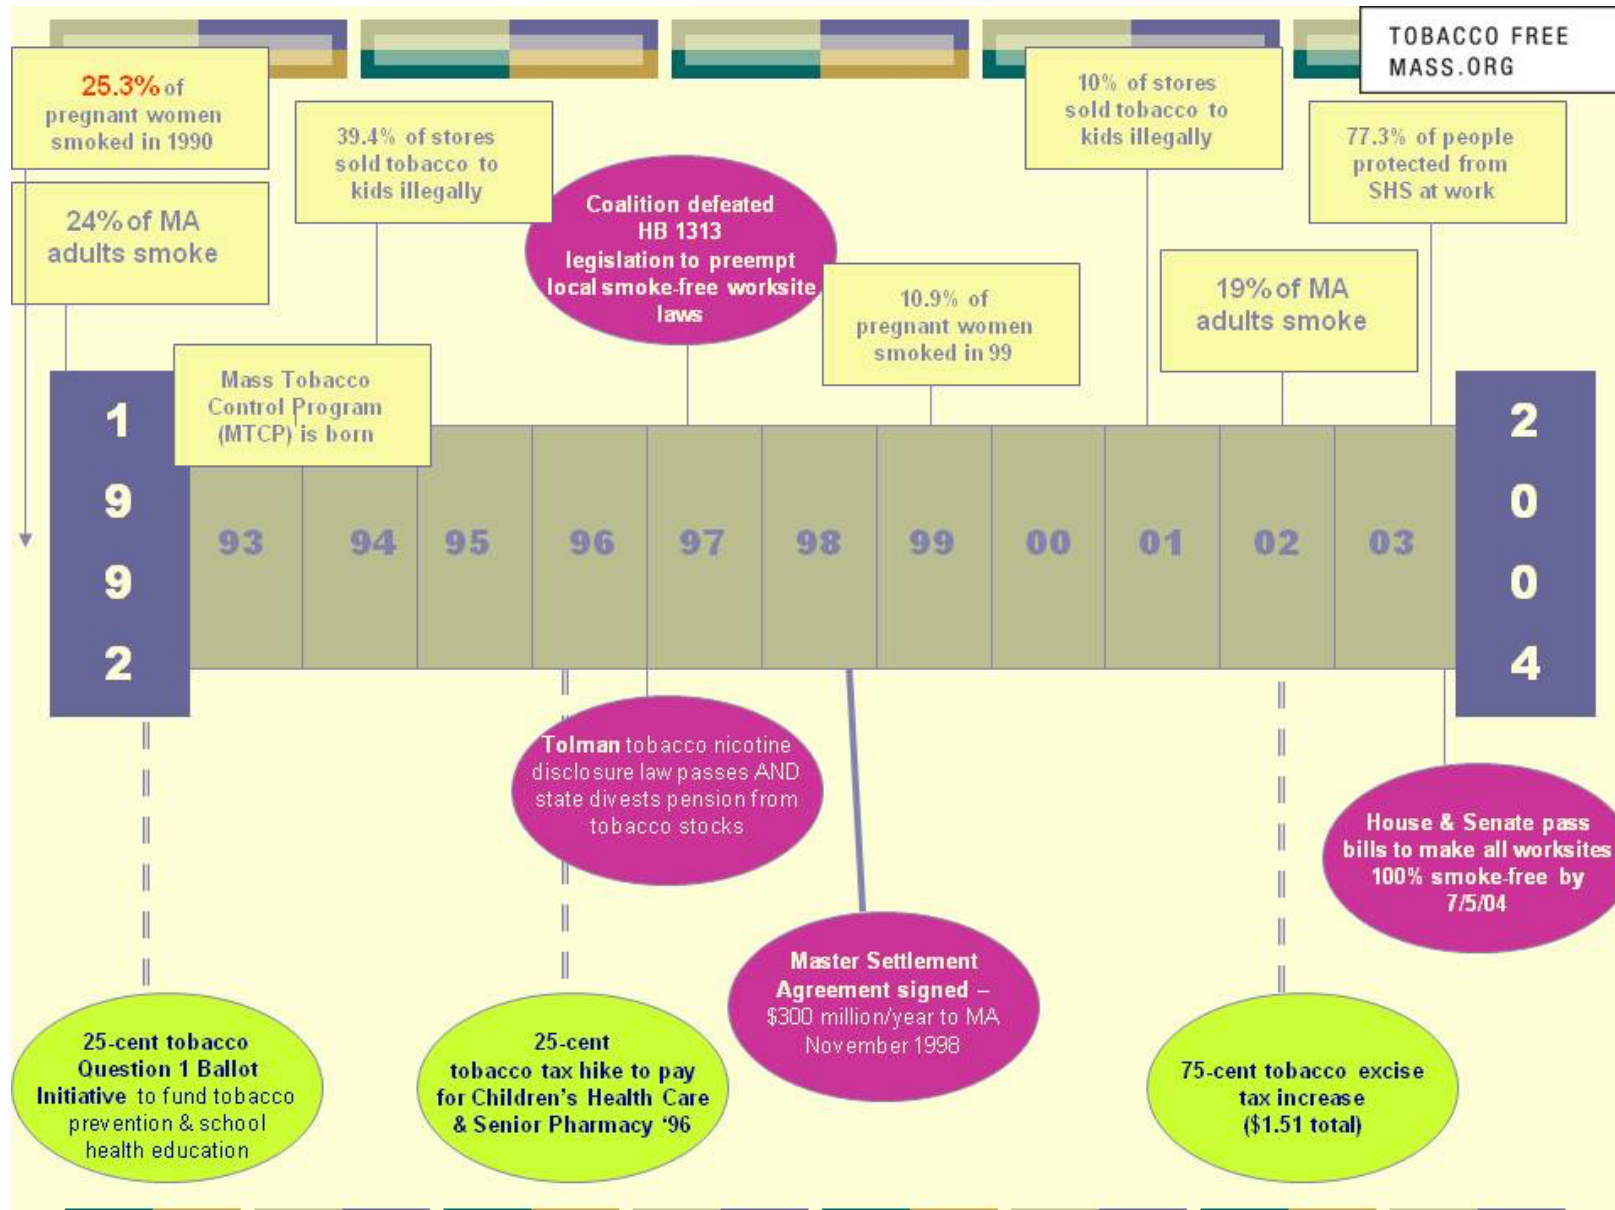 TOBACCO FREE
MASS.ORG
25.3% of
pregnant women
smoked in 1990
24% of MA
adults smoke
39.4% of stores
sold tobacco to
kids illegally
Mass Tobacco
Control Program
(MTCP) is born
Coalition defeated
HB 1313
legislation to preempt
local smoke-free worksite
laws
10.9% of
pregnant women
smoked in 99
10% of stores
sold tobacco to
kids illegally
19% of MA
adults smoke
77.3% of people
protected from
SHS at work
1
9
9
2
93 94 95 96 97 98 99 00 01 02 03
2
0
0
4
Tolman tobacco nicotine
disclosure law passes AND
state divests pension from
tobacco stocks
House & Senate pass
bills to make all worksites
100% smoke-free by
7/5/04
Master Settlement
Agreement signed –
$300 million/year to MA
November 1998
25-cent tobacco
Question 1 Ballot
Initiative to fund tobacco
prevention & school
health education
25-cent
tobacco tax hike to pay
for Children’s Health Care
& Senior Pharmacy ‘96
75-cent tobacco excise
tax increase
($1.51 total)